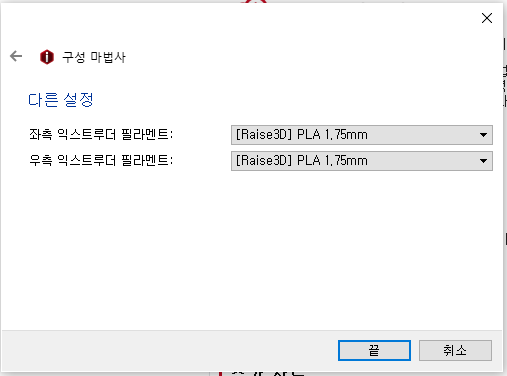 구성 마법사
다른 설정
좌측 익스트루더 필라멘트: [Raise3D] PLA 1.75mm
우측 익스트루더 필라멘트: [Raise3D] PLA 1.75mm
끝 취소